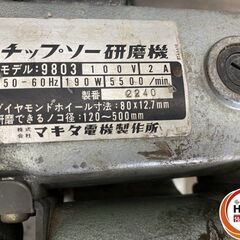 チップソー研磨機
モデル:9803 100V 2A
50-60Hz 190W 5500/min
製番 2240
ダイヤモンドホイール寸法:80×12.7mm
研磨できるノコ径:120〜500mm
株式会社 マキタ電機製作所